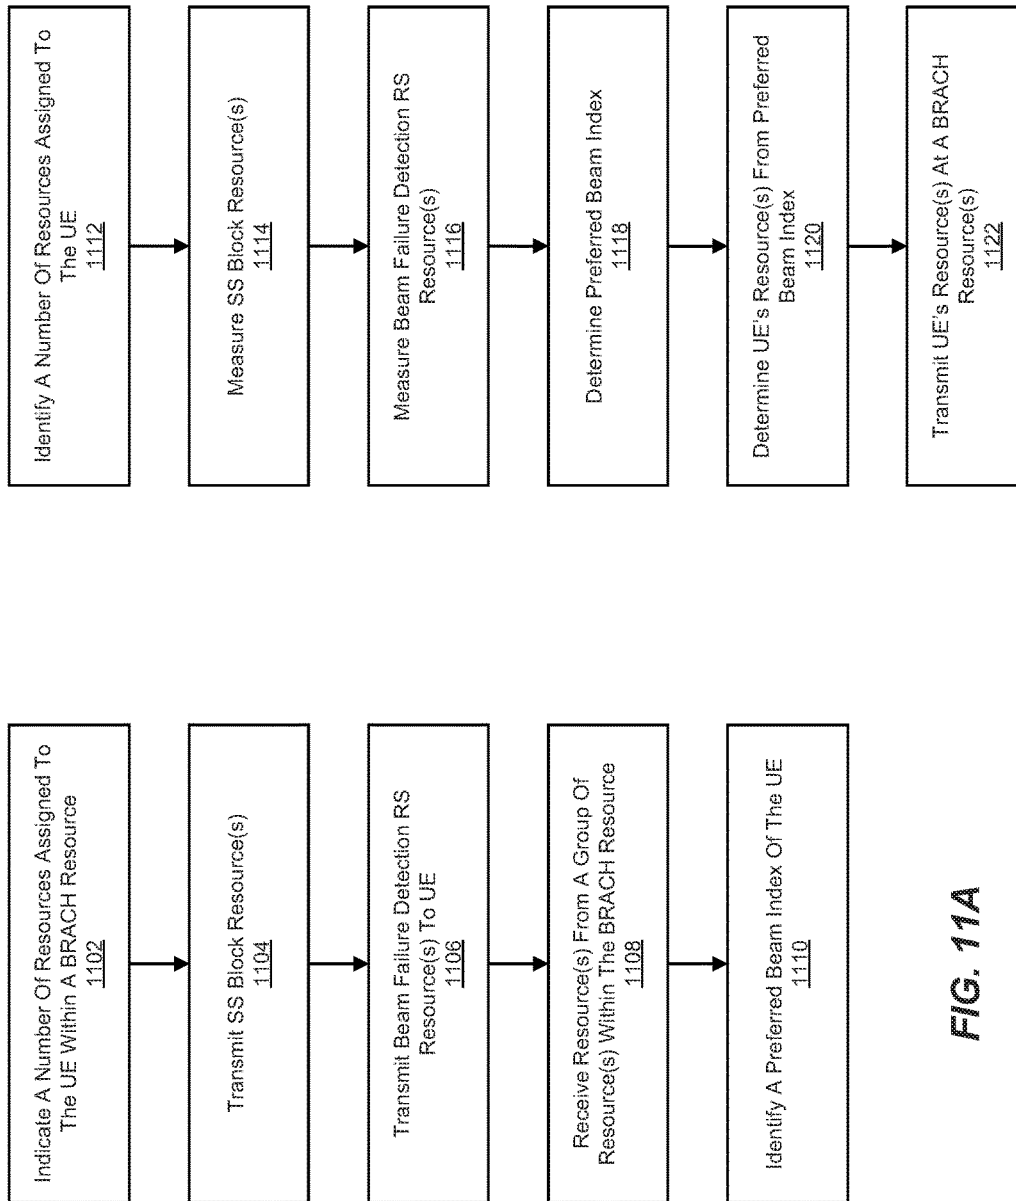 Indicate A Number Of Resources Assigned To
The UE Within A BRACH Resource
1102
Transmit SS Block Resource(s)
1104
Transmit Beam Failure Detection RS
Resource(s) To UE
1106
Receive Resource(s) From A Group Of
Resource(s) Within The BRACH Resource
1108
Identify A Preferred Beam Index Of The UE
1110
Identify A Number Of Resources Assigned To
The UE
1112
Measure SS Block Resource(s)
1114
Measure Beam Failure Detection RS
Resource(s)
1116
Determine Preferred Beam Index
1118
Determine UE's Resource(s) From Preferred
Beam Index
1120
Transmit UE's Resource(s) At A BRACH
Resource(s)
1122
FIG. 11A